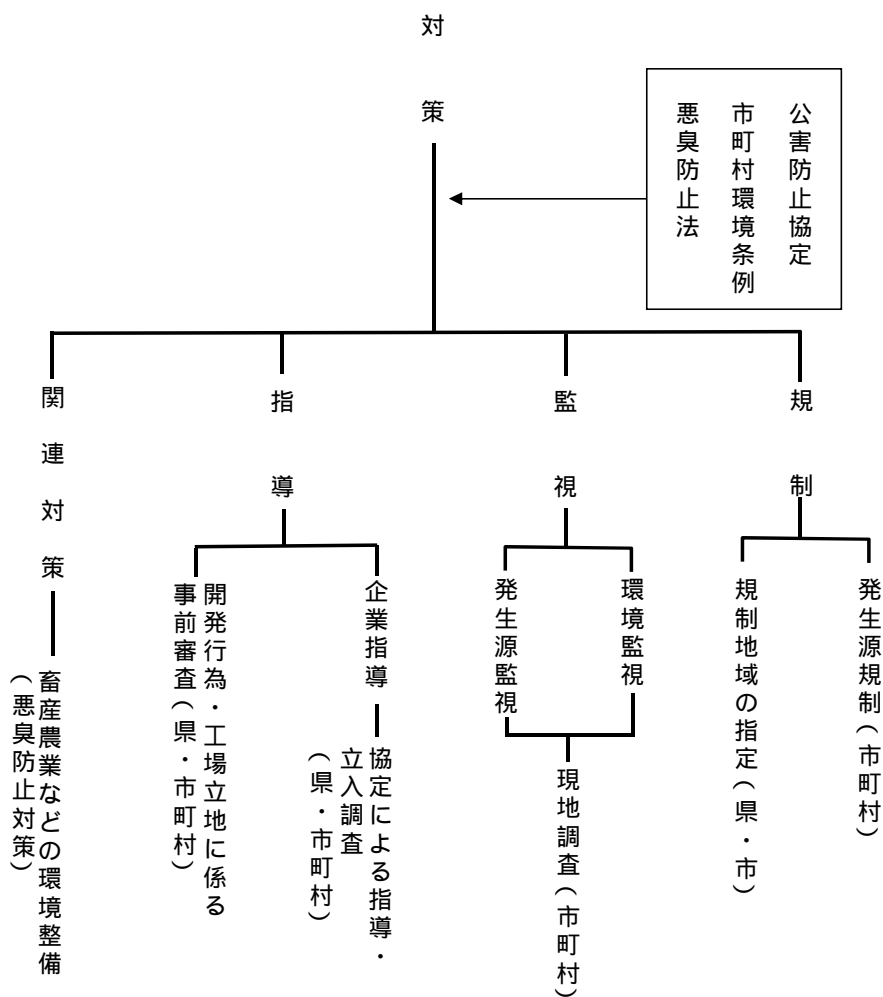 対策
公害防止協定
市町村環境条例
悪臭防止法
規制
監視
指導
関連対策
発生源規制（市町村）
規制地域の指定（県・市）
環境監視
発生源監視
現地調査（市町村）
企業指導
協定による指導・
立入調査
（県・市町村）
開発行為・工場立地に係る
事前審査（県・市町村）
畜産農業などの環境整備
（悪臭防止対策）